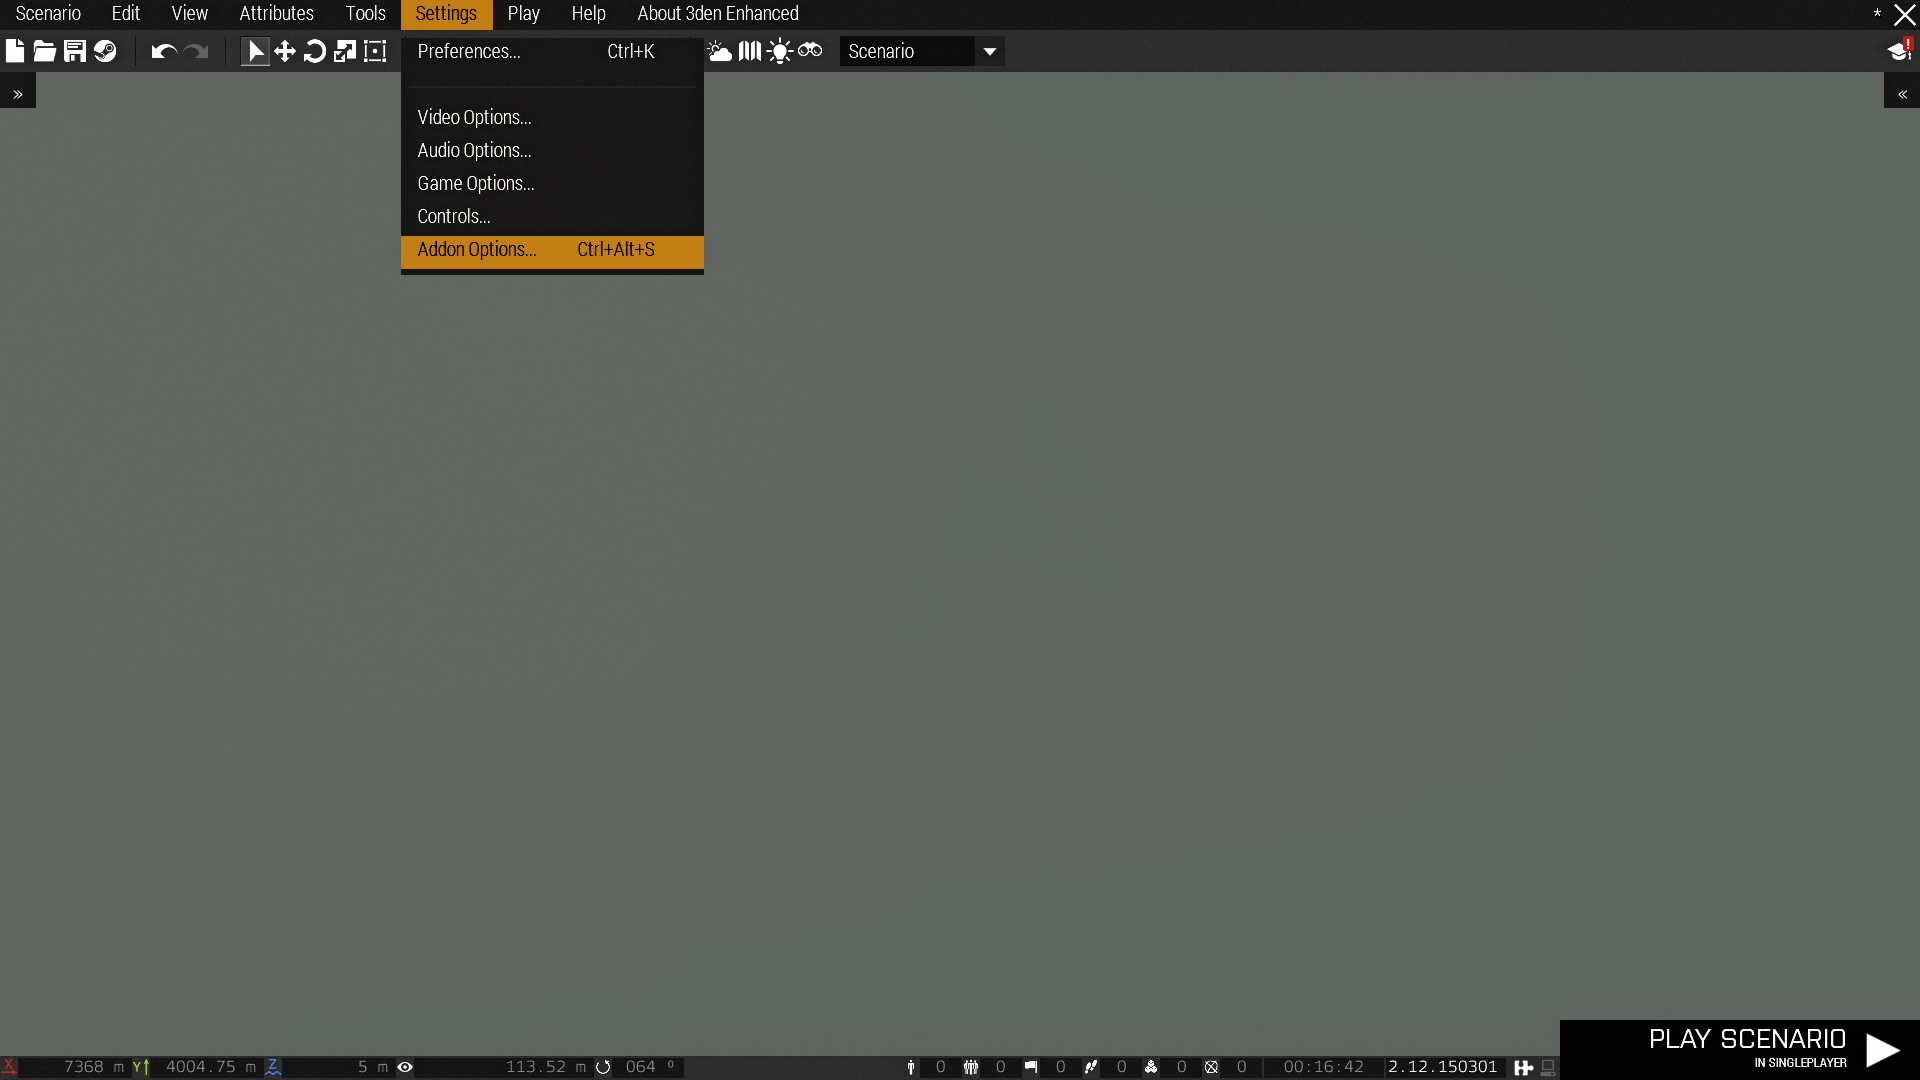 Scenario Edit View Attributes Tools Settings Play Help About 3den Enhanced *
Preferences... Ctrl+K
Scenario
»
«
Video Options...
Audio Options...
Game Options...
Controls...
Addon Options... Ctrl+Alt+S
PLAY SCENARIO
IN SINGLEPLAYER
X 7368 m Y 4004.75 m Z 5 m 113.52 m 064 º 0 0 0 0 0 0 00:16:42 2.12.150301